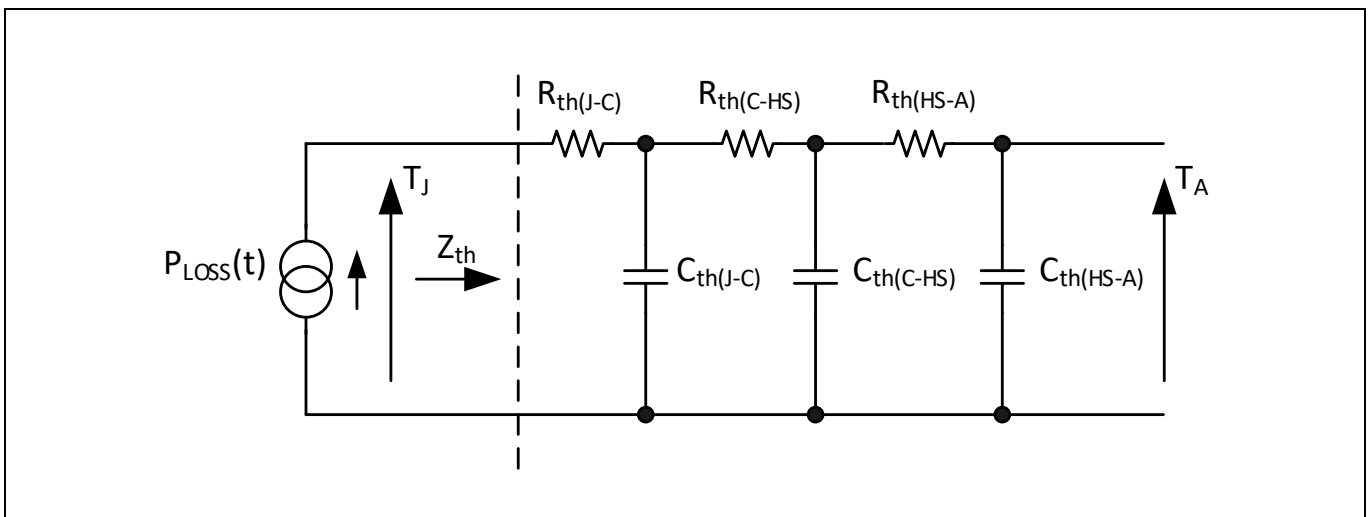 R_th(J-C)
R_th(C-HS)
R_th(HS-A)
T_J
T_A
P_LOSS(t)
Z_th
C_th(J-C)
C_th(C-HS)
C_th(HS-A)